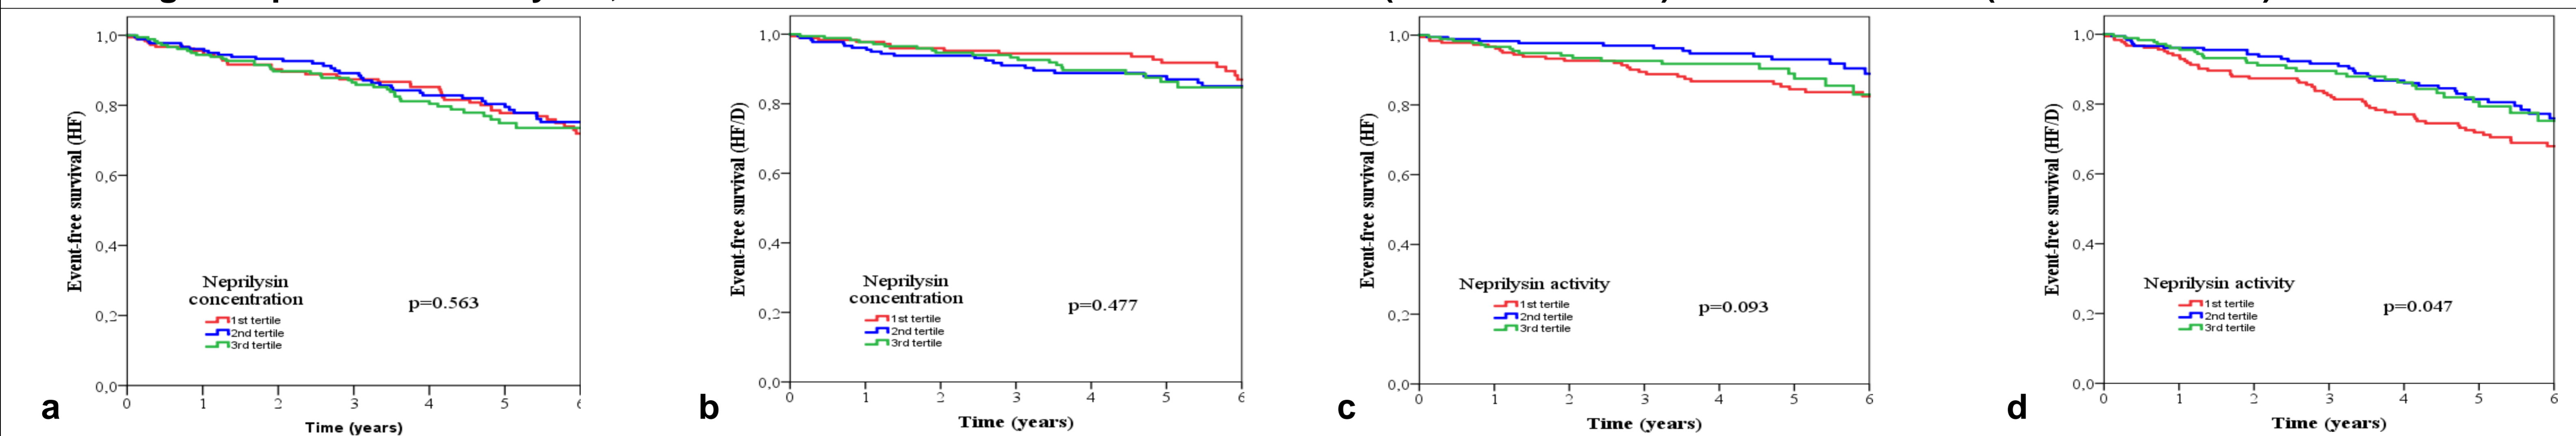 Event-free survival (HF)
1,0
0,8
0,6
0,4
0,2
0,0
0 1 2 3 4 5 6
Time (years)
Neprilysin
concentration
1st tertile
2nd tertile
3rd tertile
p=0.563
a
Event-free survival (HF/D)
1,0
0,8
0,6
0,4
0,2
0,0
0 1 2 3 4 5 6
Time (years)
Neprilysin
concentration
1st tertile
2nd tertile
3rd tertile
p=0.477
b
Event-free survival (HF)
1,0
0,8
0,6
0,4
0,2
0,0
0 1 2 3 4 5 6
Time (years)
Neprilysin activity
1st tertile
2nd tertile
3rd tertile
p=0.093
c
Event-free survival (HF/D)
1,0
0,8
0,6
0,4
0,2
0,0
0 1 2 3 4 5 6
Time (years)
Neprilysin activity
1st tertile
2nd tertile
3rd tertile
p=0.047
d